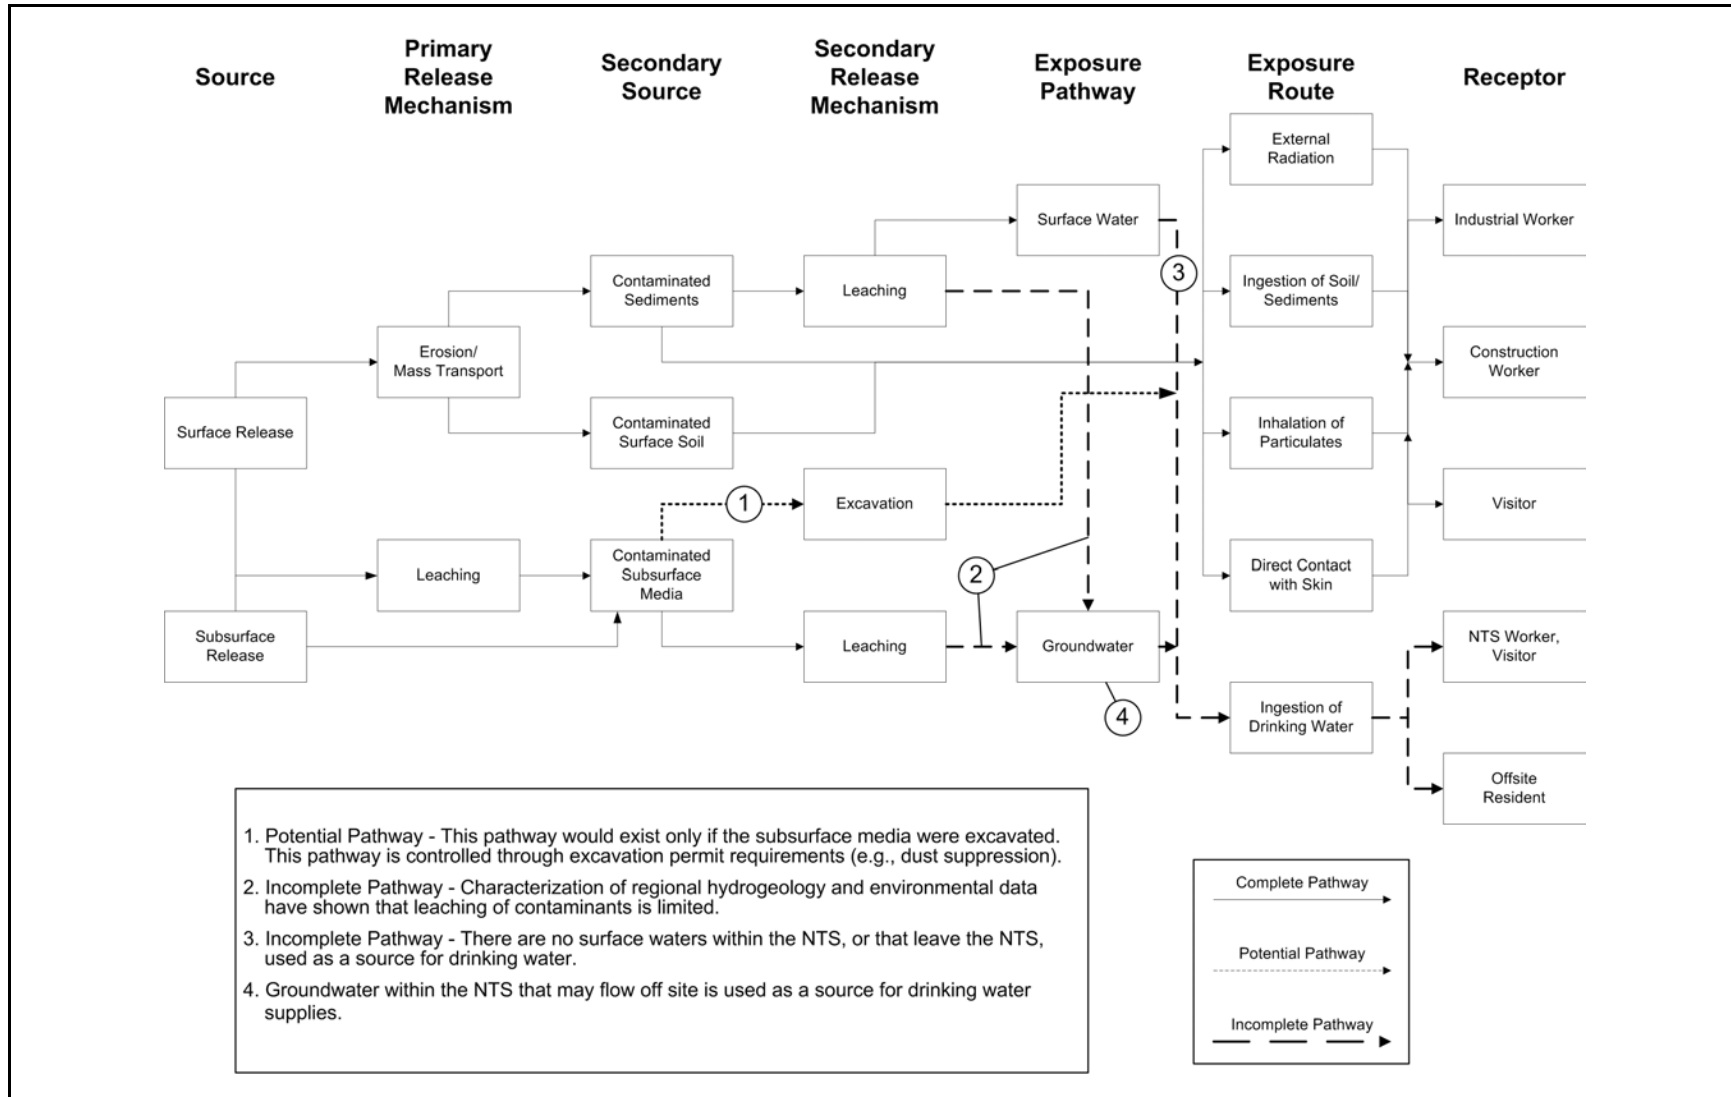 Source
Primary
Release
Mechanism
Secondary
Source
Secondary
Release
Mechanism
Exposure
Pathway
Exposure
Route
Receptor
External
Radiation
Surface Water
Industrial Worker
3
Contaminated
Sediments
Leaching
Ingestion of Soil/
Sediments
Erosion/
Mass Transport
Construction
Worker
Surface Release
Contaminated
Surface Soil
Inhalation of
Particulates
1
Excavation
Visitor
Leaching
Contaminated
Subsurface
Media
2
Direct Contact
with Skin
Subsurface
Release
Leaching
Groundwater
NTS Worker,
Visitor
4
Ingestion of
Drinking Water
Offsite
Resident
1. Potential Pathway - This pathway would exist only if the subsurface media were excavated.
This pathway is controlled through excavation permit requirements (e.g., dust suppression).
2. Incomplete Pathway - Characterization of regional hydrogeology and environmental data
have shown that leaching of contaminants is limited.
3. Incomplete Pathway - There are no surface waters within the NTS, or that leave the NTS,
used as a source for drinking water.
4. Groundwater within the NTS that may flow off site is used as a source for drinking water
supplies.
Complete Pathway
Potential Pathway
Incomplete Pathway